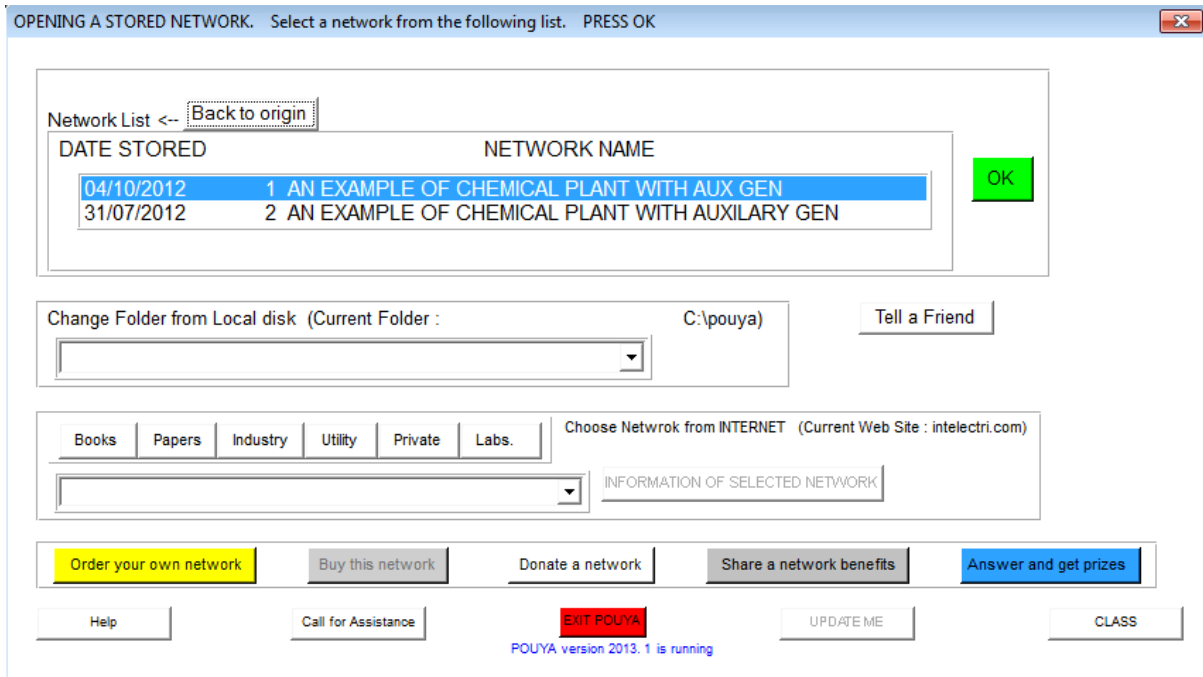 OPENING A STORED NETWORK. Select a network from the following list. PRESS OK
Network List <-- Back to origin
DATE STORED NETWORK NAME
04/10/2012 1 AN EXAMPLE OF CHEMICAL PLANT WITH AUX GEN
31/07/2012 2 AN EXAMPLE OF CHEMICAL PLANT WITH AUXILARY GEN
OK
Change Folder from Local disk (Current Folder : C:\pouya)
Tell a Friend
Books Papers Industry Utility Private Labs.
Choose Netwrok from INTERNET (Current Web Site : intelectri.com)
INFORMATION OF SELECTED NETWORK
Order your own network Buy this network Donate a network Share a network benefits Answer and get prizes
Help Call for Assistance EXIT POUYA UPDATE ME CLASS
POUYA version 2013. 1 is running